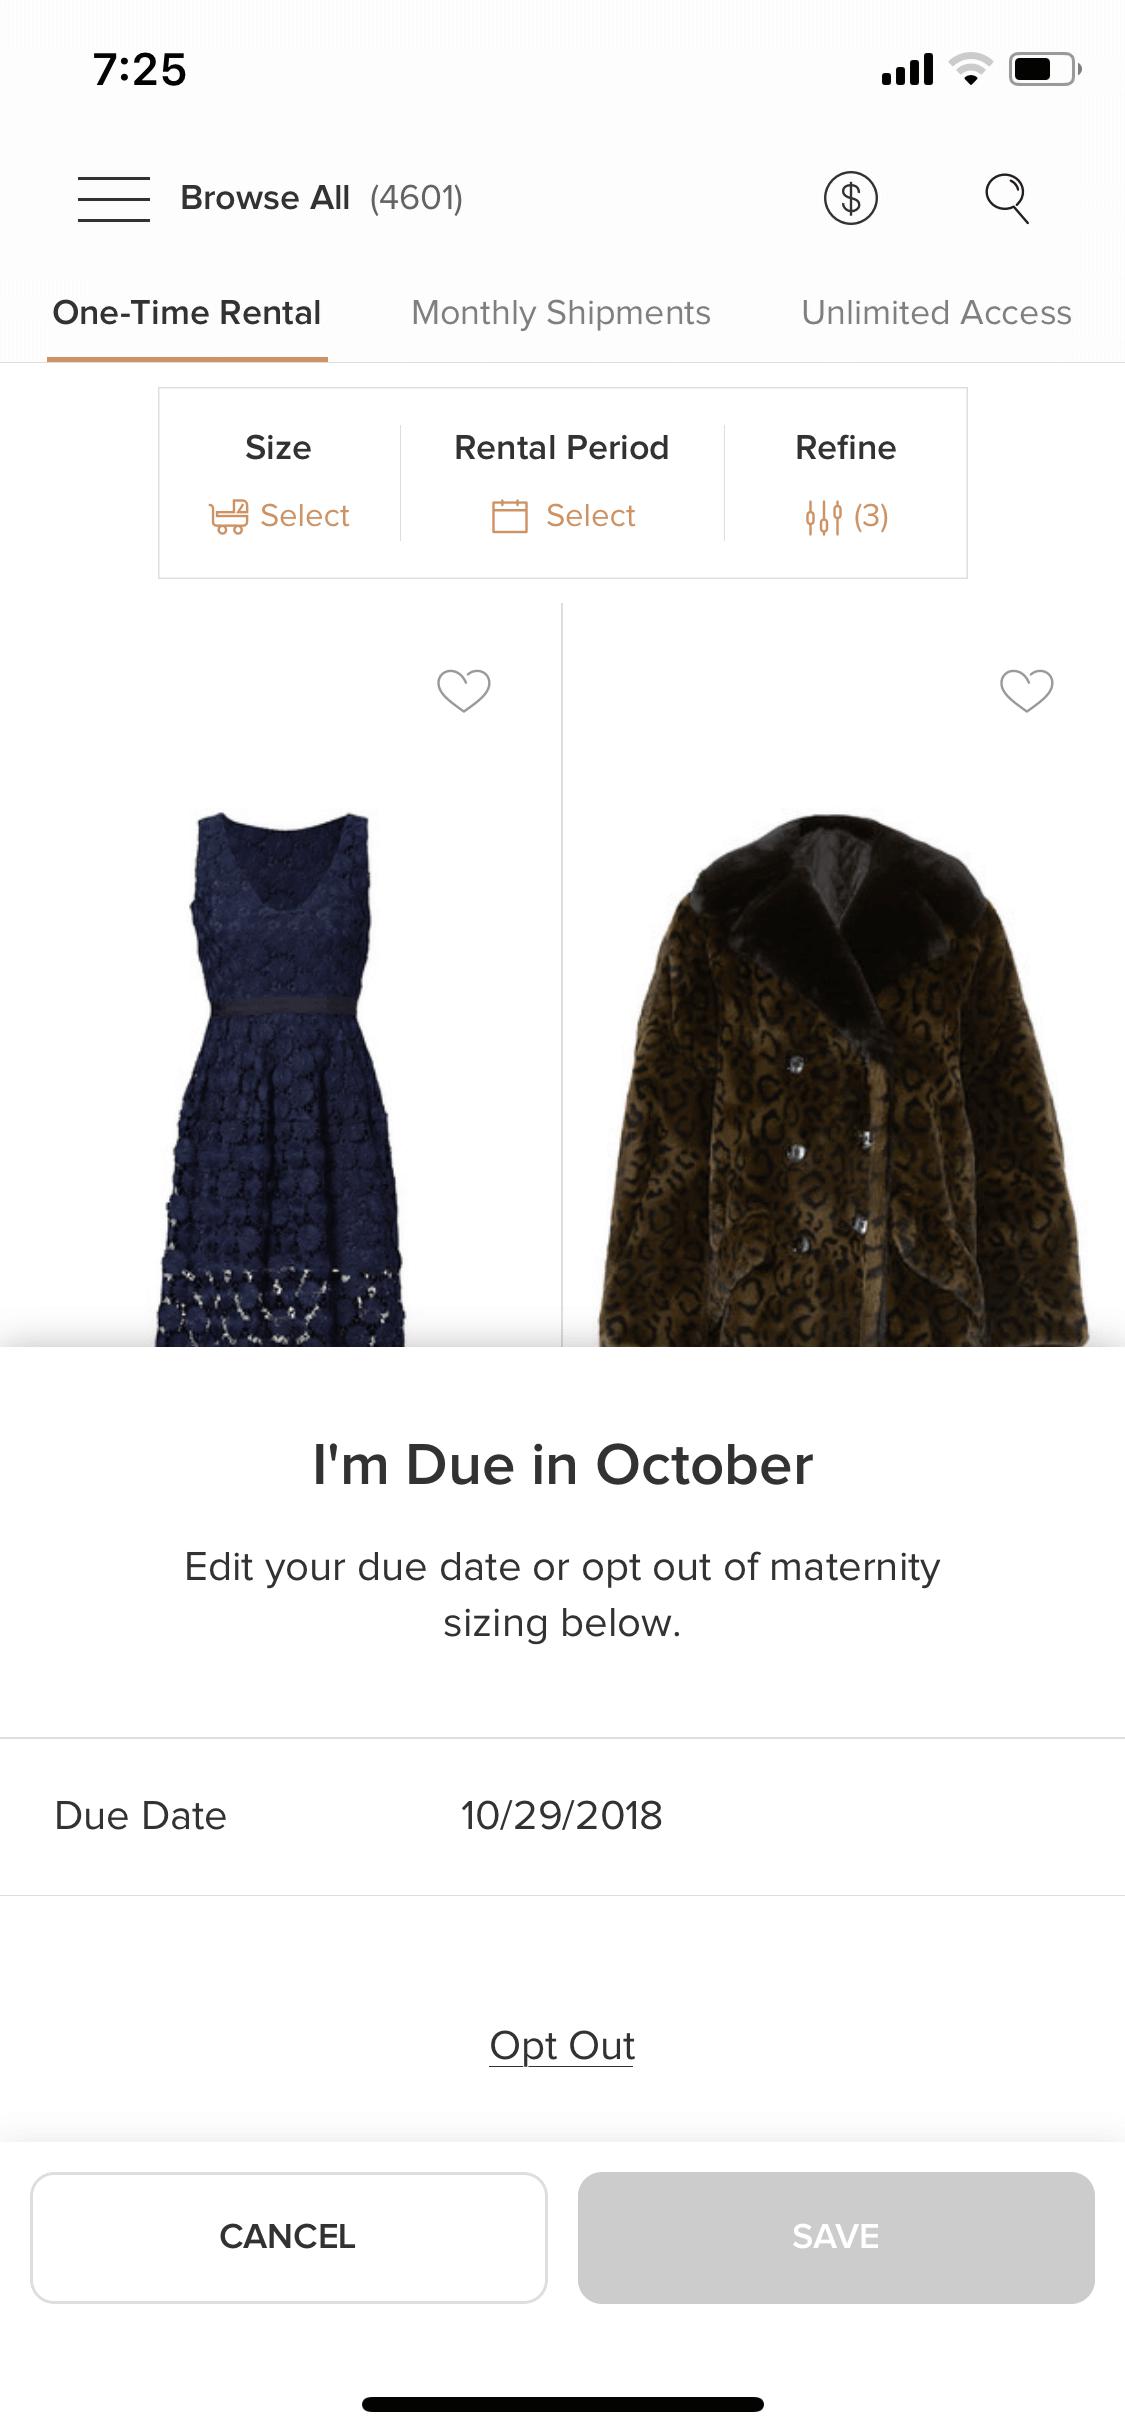 7:25
Browse All (4601)
$
One-Time Rental Monthly Shipments Unlimited Access
Size Rental Period Refine
Select Select (3)
I'm Due in October
Edit your due date or opt out of maternity
sizing below.
Due Date 10/29/2018
Opt Out
CANCEL SAVE